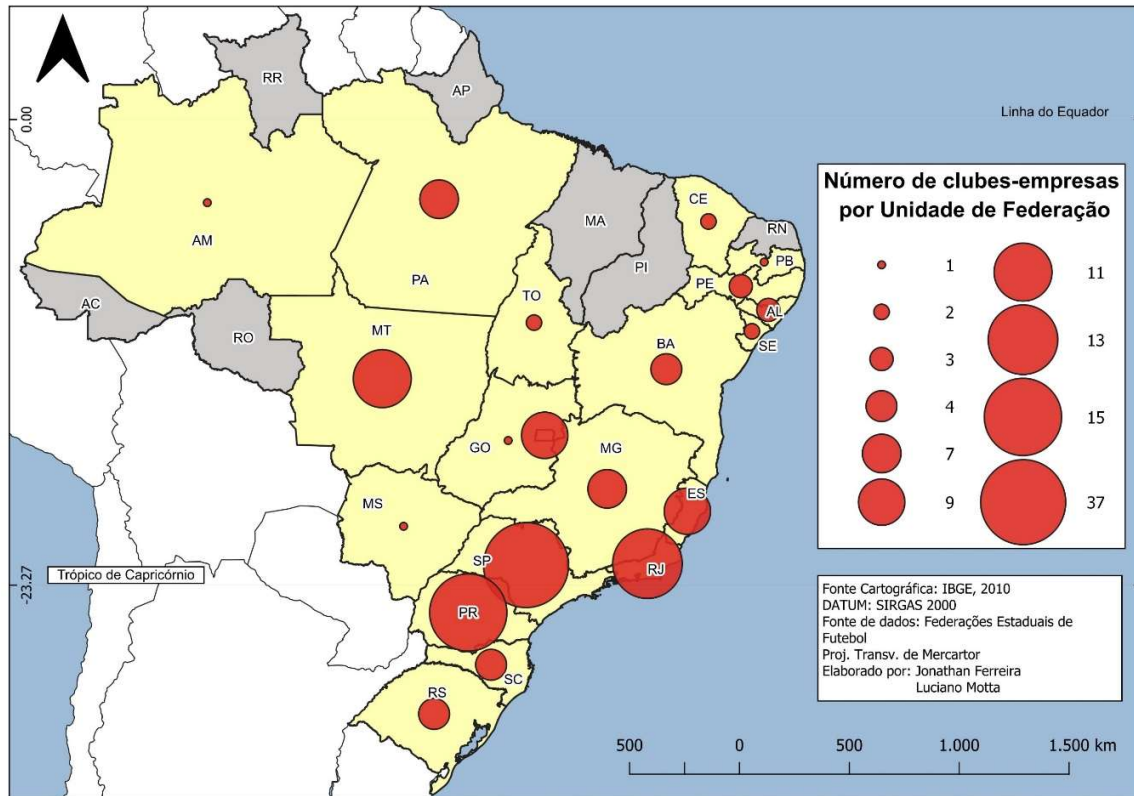 RR
AP
0.00
Linha do Equador
Número de clubes-empresas
por Unidade de Federação
AM
PA
MA
PI
CE
RN
PB
PE
AL
SE
AC
RO
MT
TO
BA
GO
MG
ES
MS
SP
RJ
PR
SC
RS
1
2
3
4
7
9
11
13
15
37
Trópico de Capricórnio
-23.27
Fonte Cartográfica: IBGE, 2010
DATUM: SIRGAS 2000
Fonte de dados: Federações Estaduais de
Futebol
Proj. Transv. de Mercartor
Elaborado por: Jonathan Ferreira
Luciano Motta
500 0 500 1.000 1.500 km